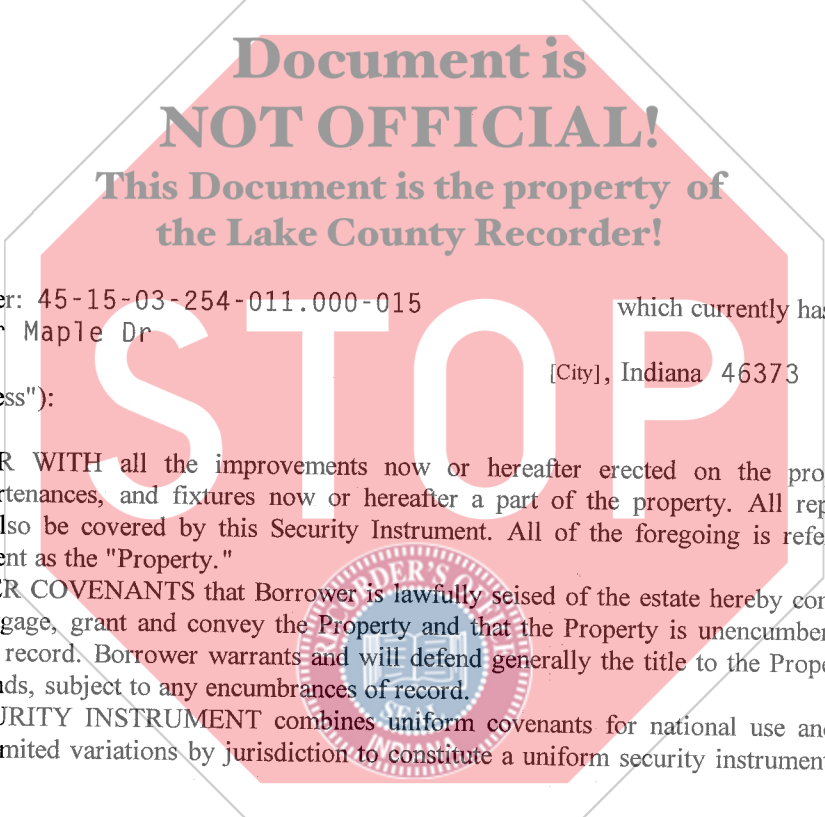 Document is
NOT OFFICIAL!
This Document is the property of
the Lake County Recorder!
er: 45-15-03-254-011.000-015 which currently has
r Maple Dr
[City], Indiana 46373
ess"):
STOP
R WITH all the improvements now or hereafter erected on the pro
rtenances, and fixtures now or hereafter a part of the property. All rep
lso be covered by this Security Instrument. All of the foregoing is refe
ent as the "Property."
ER COVENANTS that Borrower is lawfully seised of the estate hereby con
gage, grant and convey the Property and that the Property is unencumber
record. Borrower warrants and will defend generally the title to the Prope
nds, subject to any encumbrances of record.
URITY INSTRUMENT combines uniform covenants for national use and
mited variations by jurisdiction to constitute a uniform security instrument
RECORDER'S OFFICE
SEAL
INDIANA